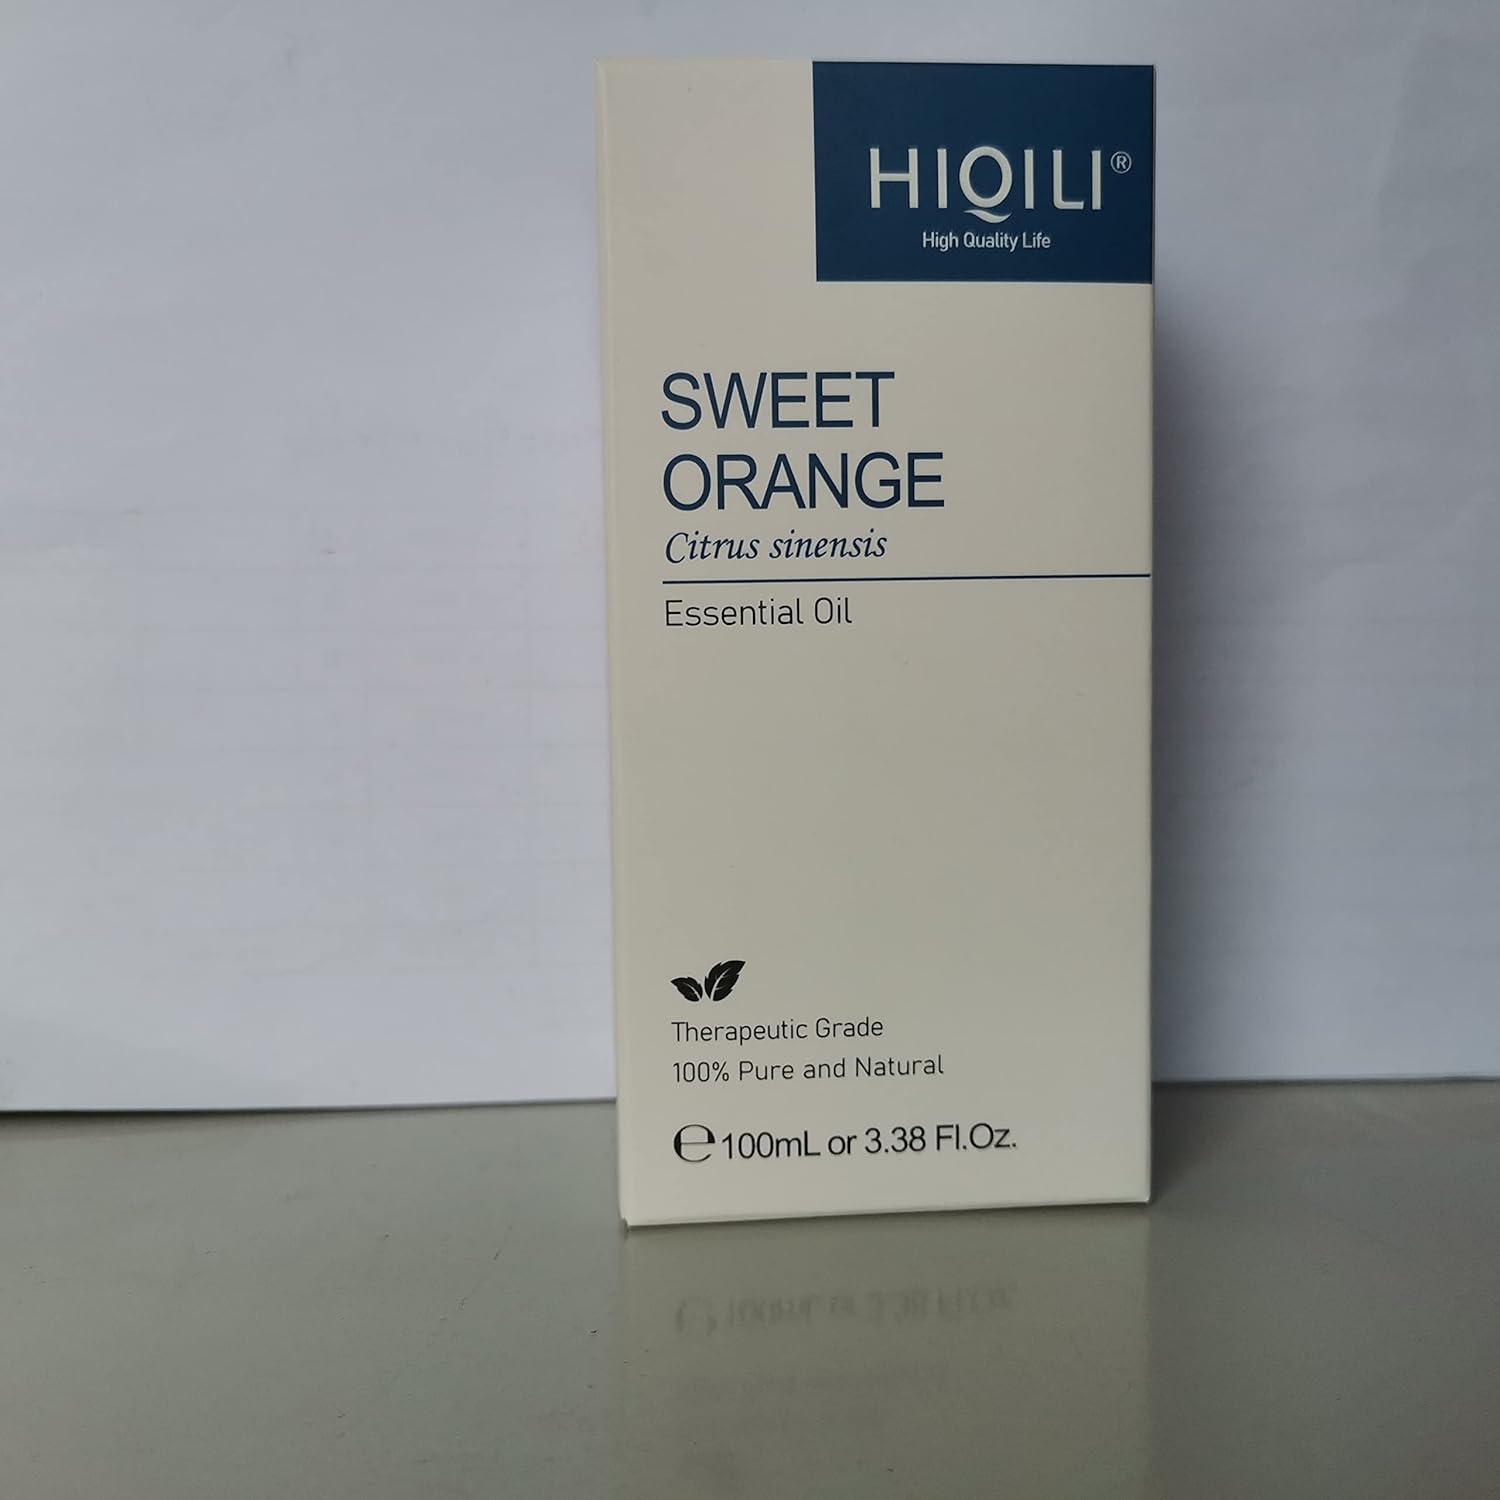 HIQILI®
High Quality Life
SWEET
ORANGE
Citrus sinensis
Essential Oil
Therapeutic Grade
100% Pure and Natural
℮ 100mL or 3.38 Fl.Oz.